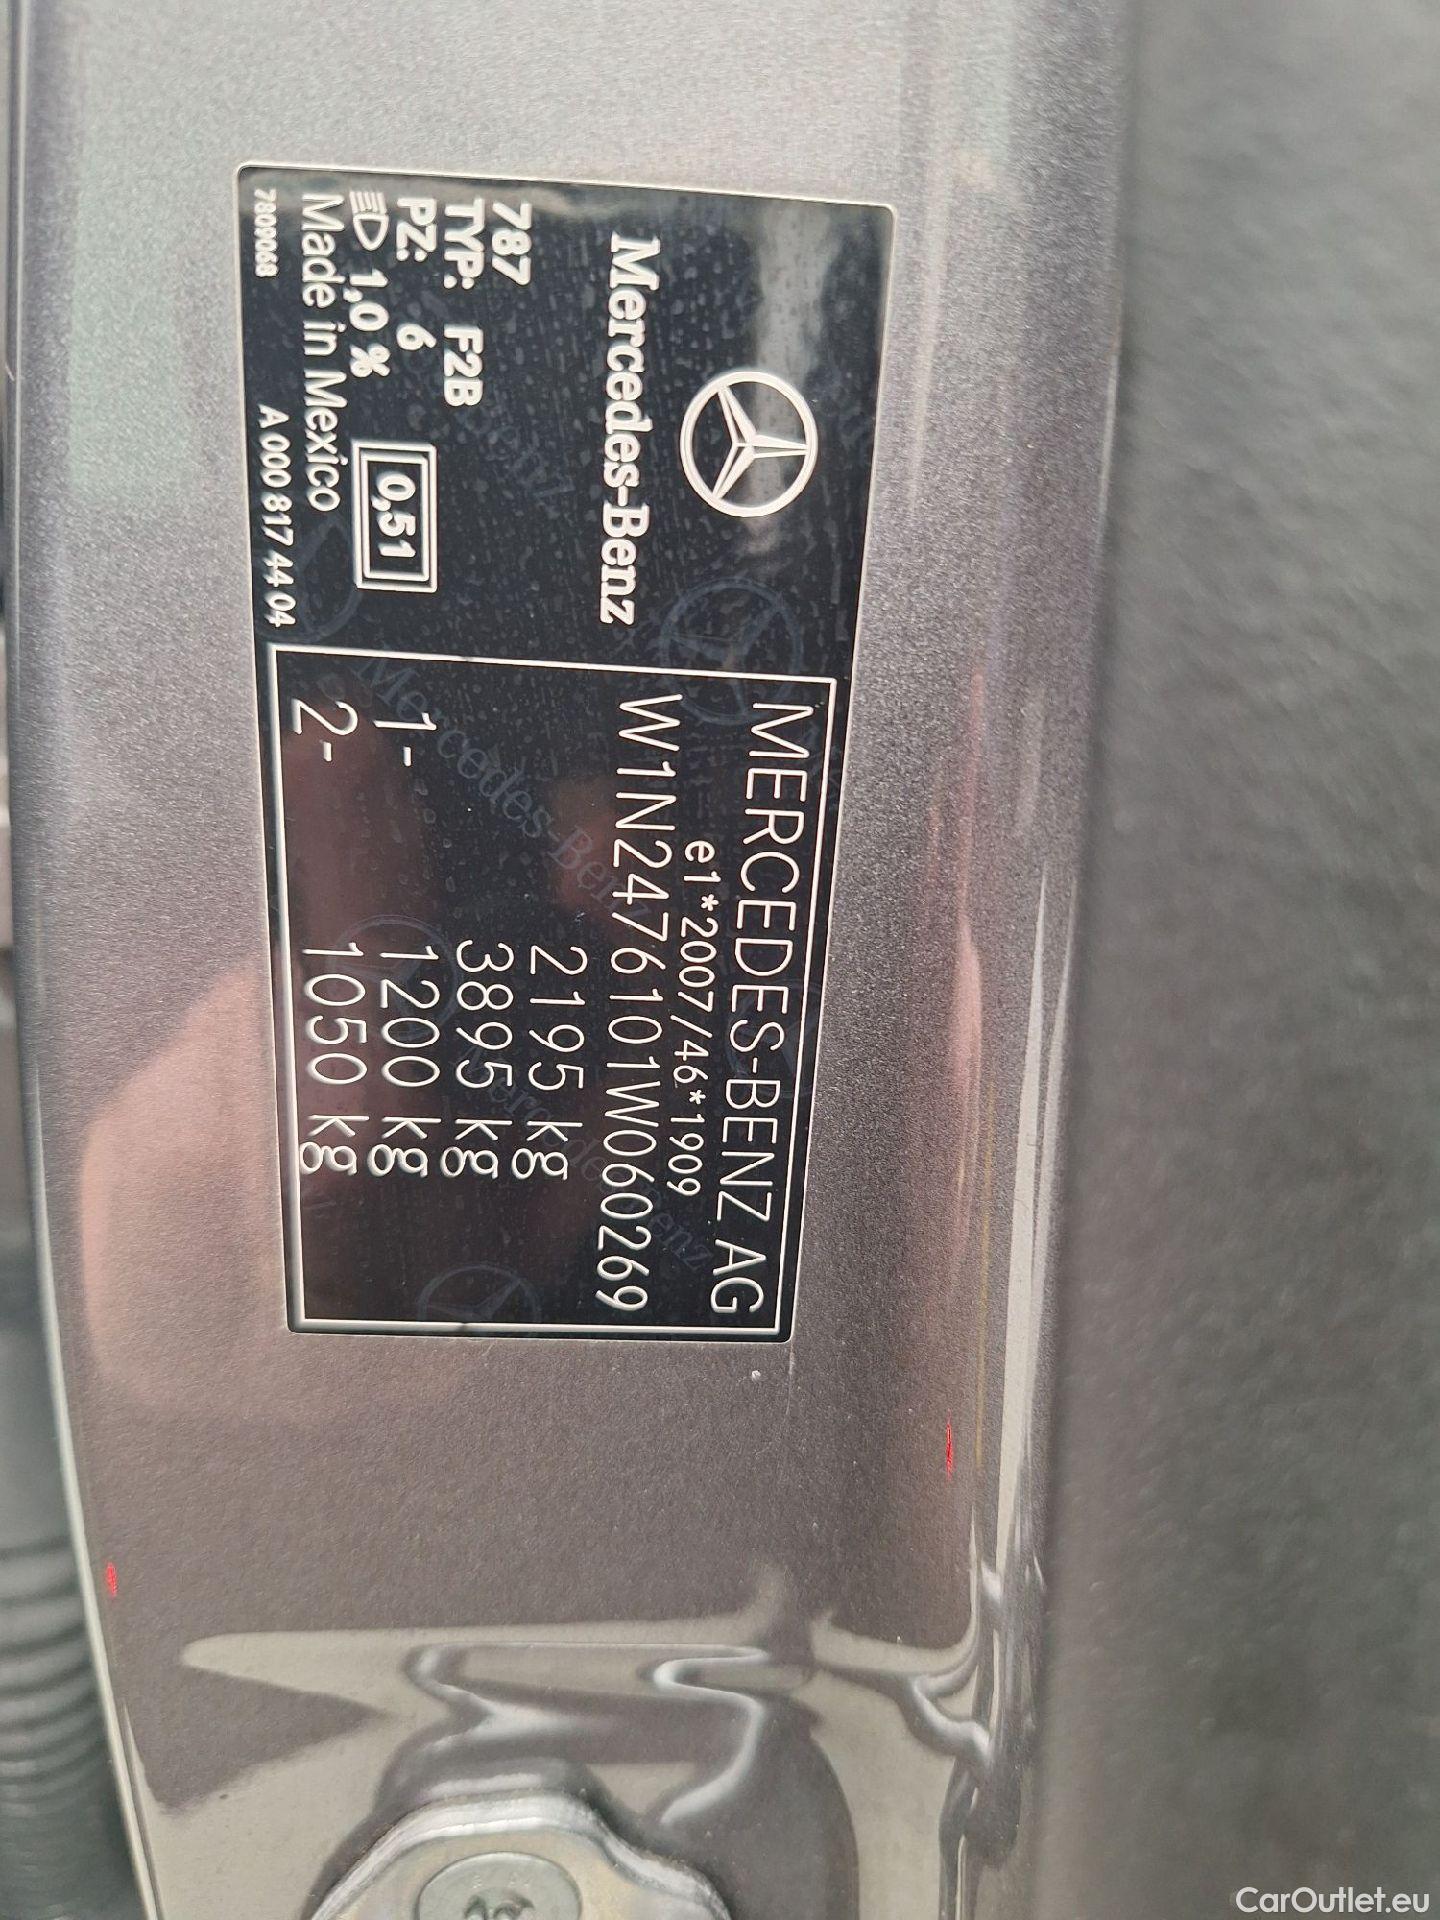 Mercedes-Benz
787
TYP: F2B
PZ: 6
1,0 %
0,51
Made in Mexico
7809068
A 000 817 44 04
MERCEDES-BENZ AG
e1*2007/46*1909
W1N2476101W060269
2195 kg
3895 kg
1- 1200 kg
2- 1050 kg
CarOutlet.eu